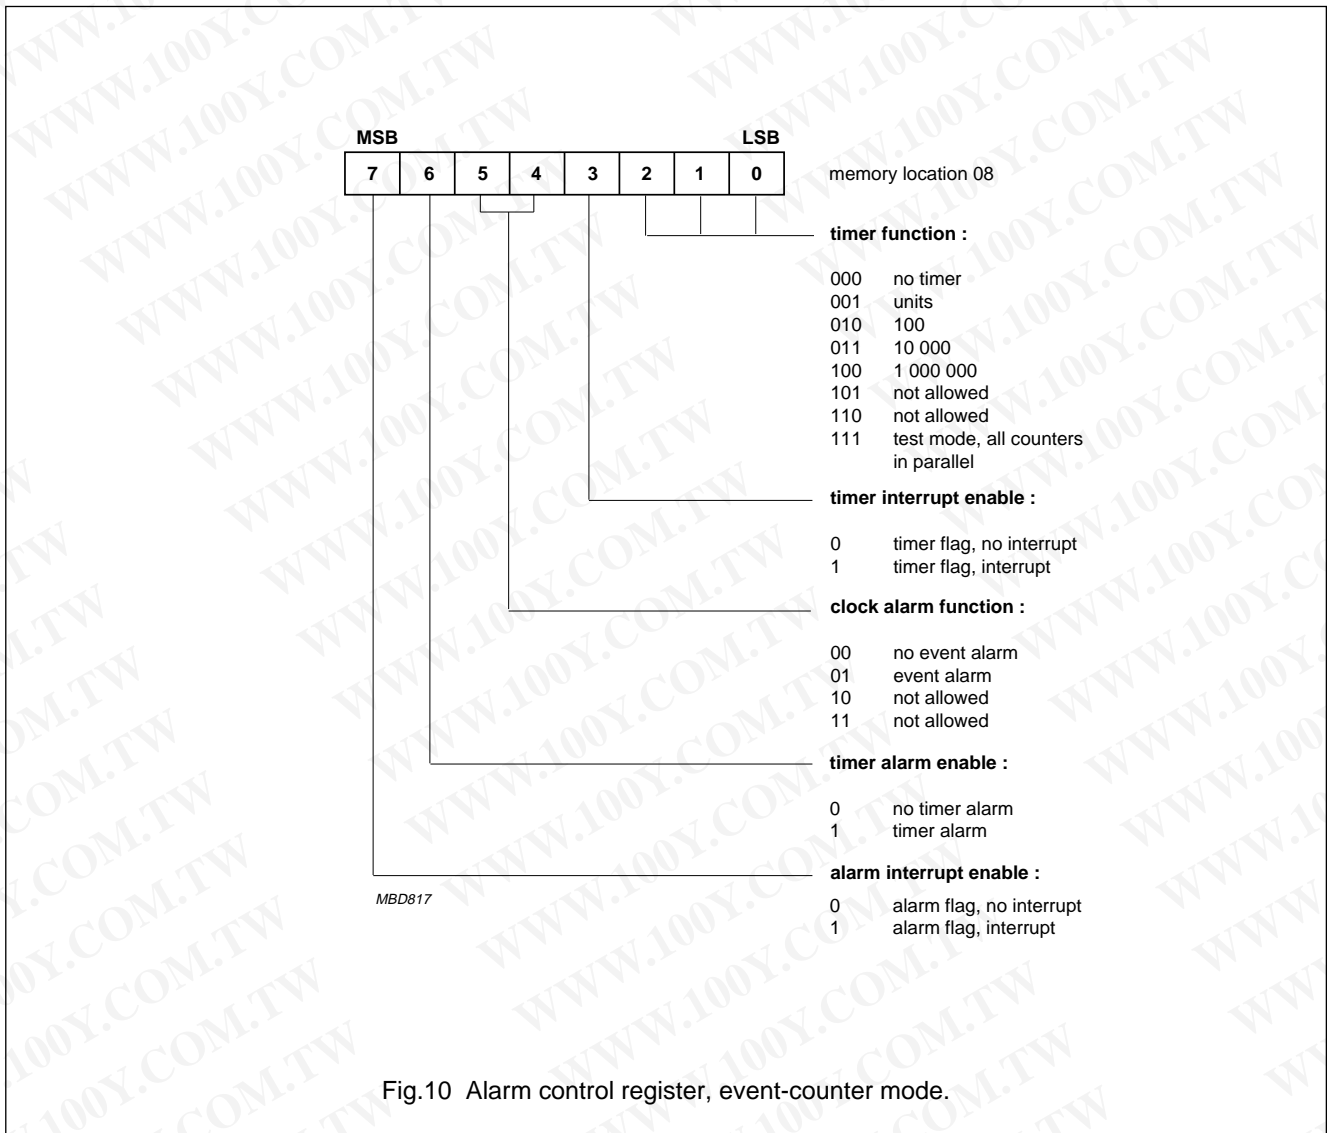 MSB LSB
7 6 5 4 3 2 1 0 memory location 08
timer function :
000 no timer
001 units
010 100
011 10 000
100 1 000 000
101 not allowed
110 not allowed
111 test mode, all counters
in parallel
timer interrupt enable :
0 timer flag, no interrupt
1 timer flag, interrupt
clock alarm function :
00 no event alarm
01 event alarm
10 not allowed
11 not allowed
timer alarm enable :
0 no timer alarm
1 timer alarm
alarm interrupt enable :
MBD817
0 alarm flag, no interrupt
1 alarm flag, interrupt
Fig.10 Alarm control register, event-counter mode.
WWW.100Y.COM.TW